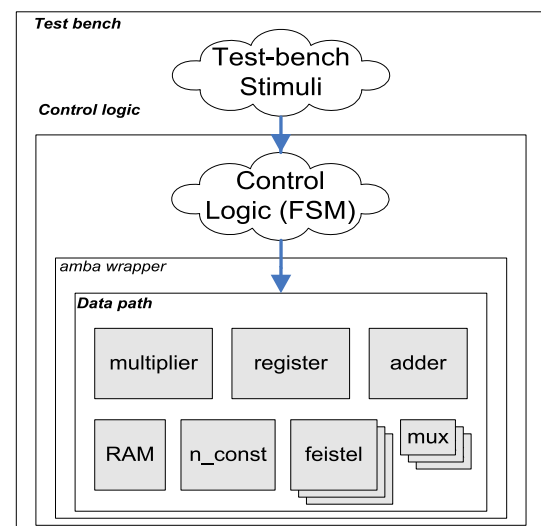 Test bench
Test-bench
Stimuli
Control logic
Control
Logic (FSM)
amba wrapper
Data path
multiplier
register
adder
RAM
n_const
feistel
mux